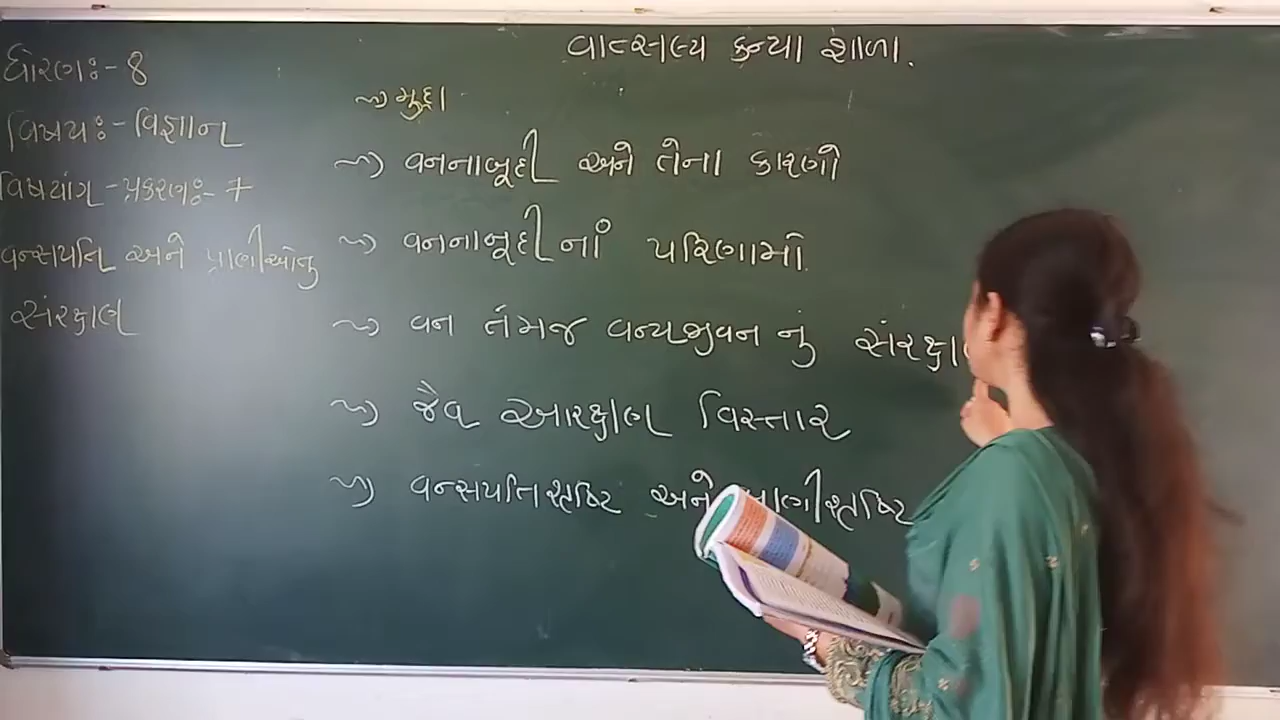 વાત્સલ્ય કન્યા શાળા.
ધોરણઃ- 8
વિષયઃ- વિજ્ઞાન
વિષયાંગ - પ્રકરણઃ- 7
વનસ્પતિ અને પ્રાણીઓનું
સંરક્ષણ
મુદ્દા
વનનાબૂદી અને તેના કારણો
વનનાબૂદીનાં પરિણામો
વન તેમજ વન્યજીવન નું સંરક્ષ
જૈવ આરક્ષણ વિસ્તાર
વનસ્પતિસૃષ્ટિ અને પ્રાણીસૃષ્ટિ